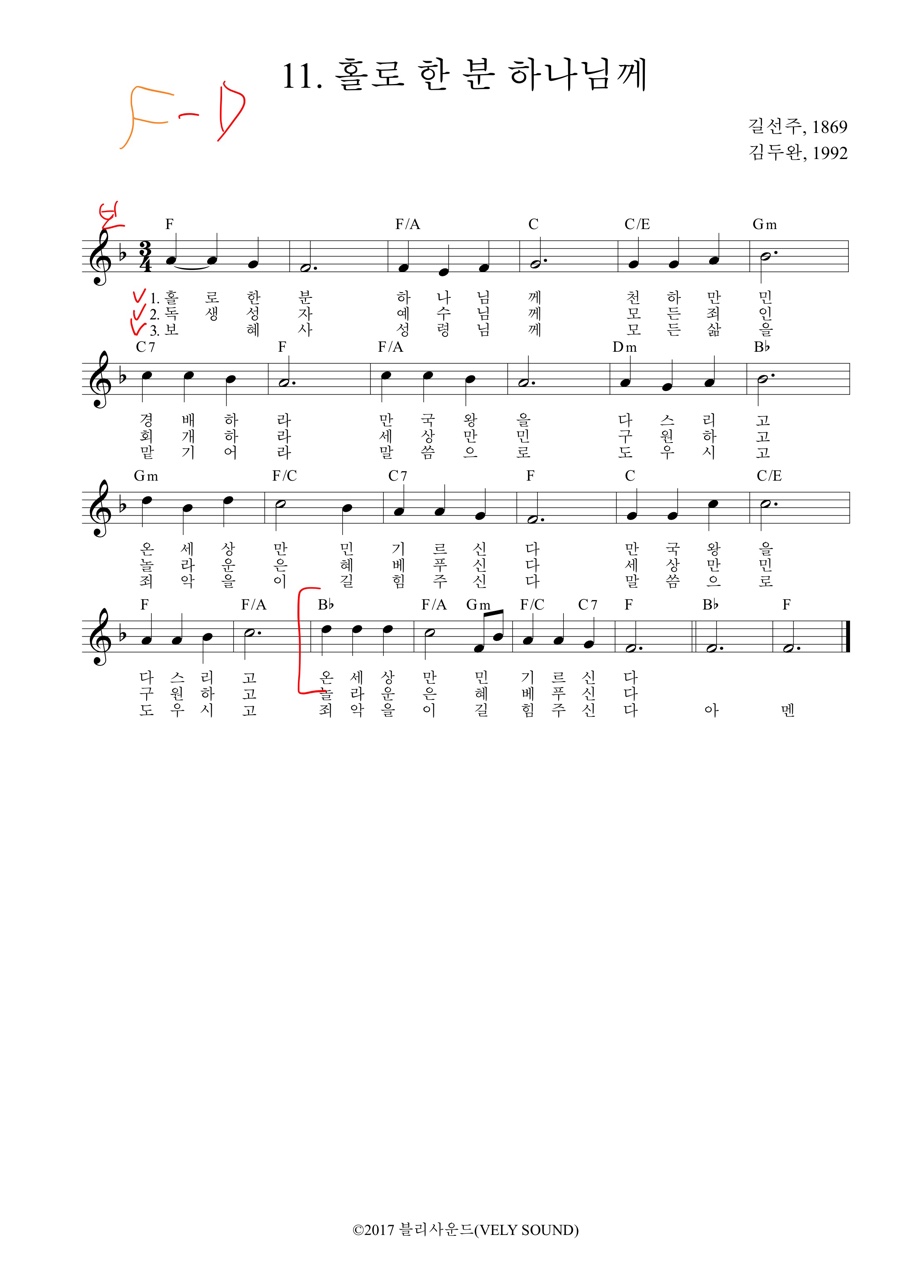 11. 홀로 한 분 하나님께
F-D
길선주, 1869
김두완, 1992
F F/A C C/E Gm
1. 홀 로 한 분 하 나 님 께 천 하 만 민
2. 독 생 성 자 예 수 님 께 모 든 죄 인
3. 보 혜 사 성 령 님 께 모 든 삶 을
C7 F F/A Dm B♭
경 배 하 라 만 국 왕 을 다 스 리 고
회 개 하 라 세 상 만 민 구 원 하 고
맡 기 어 라 말 씀 으 로 도 우 시 고
Gm F/C C7 F C C/E
온 세 상 만 민 기 르 신 다 만 국 왕 을
놀 라 운 은 혜 베 푸 신 다 세 상 만 민
죄 악 을 이 길 힘 주 신 다 말 씀 으 로
F F/A B♭ F/A Gm F/C C7 F B♭ F
다 스 리 고 온 세 상 만 민 기 르 신 다
구 원 하 고 놀 라 운 은 혜 베 푸 신 다
도 우 시 고 죄 악 을 이 길 힘 주 신 다 아 멘
©2017 블리사운드(VELY SOUND)